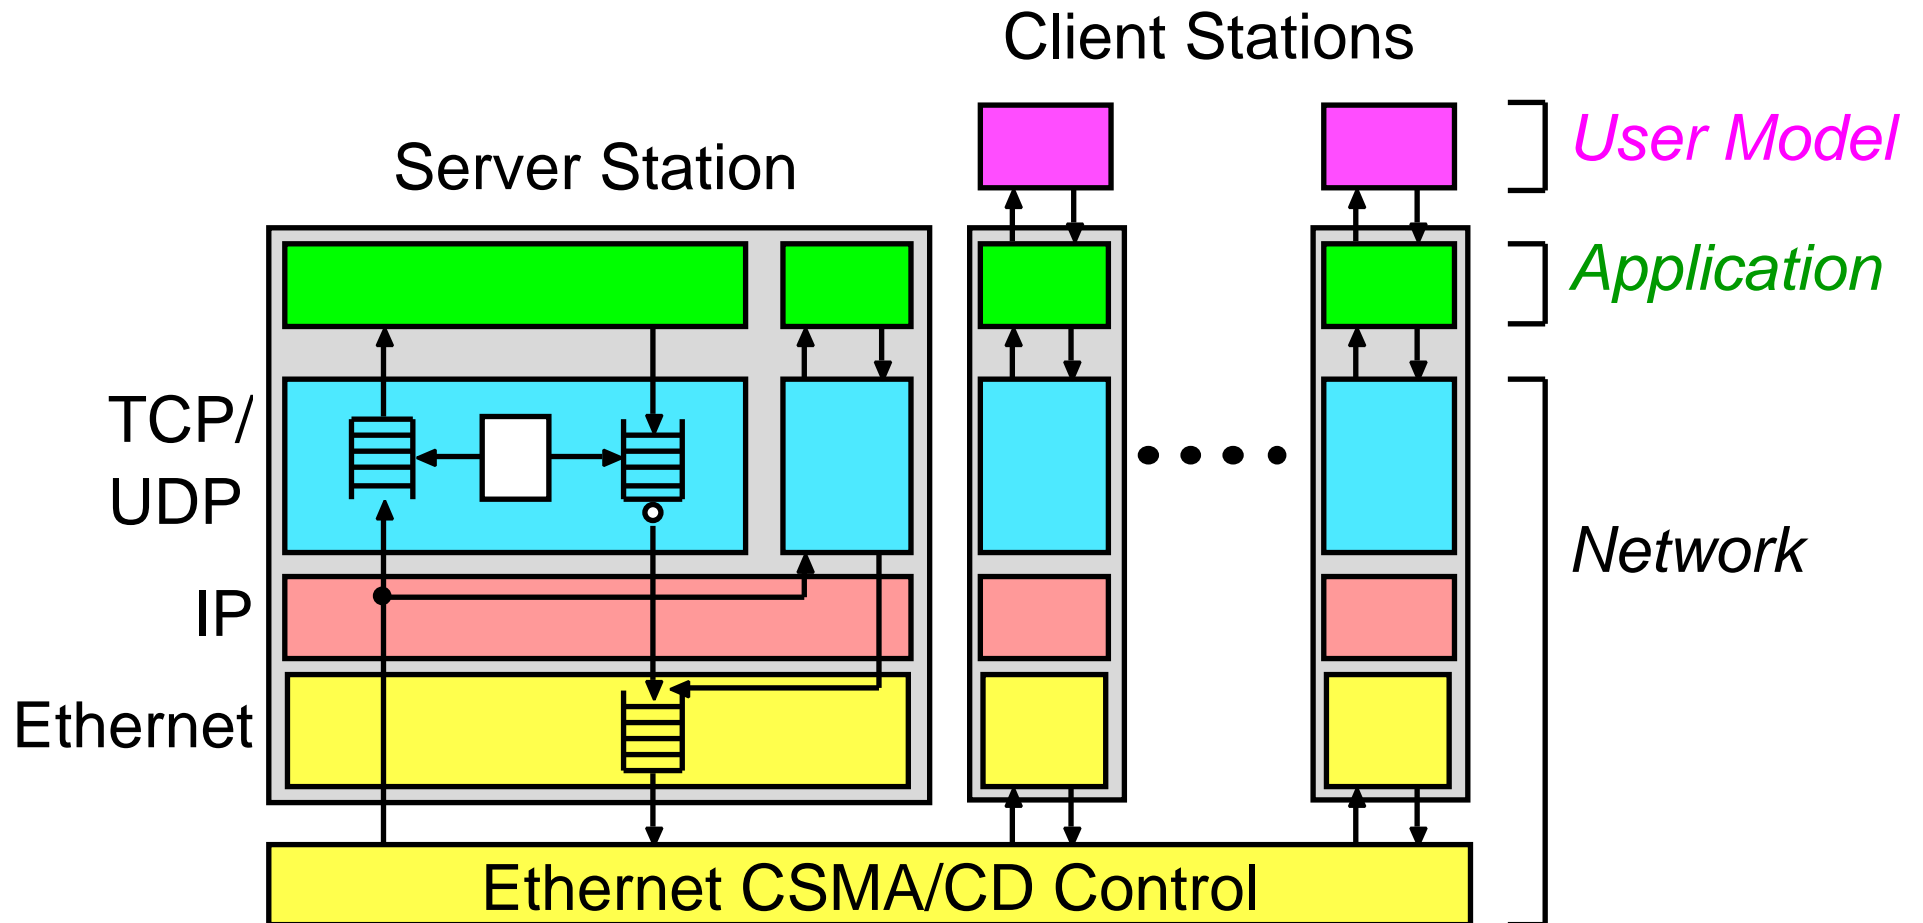 Client Stations
User Model
Server Station
Application
TCP/
UDP
Network
IP
Ethernet
Ethernet CSMA/CD Control